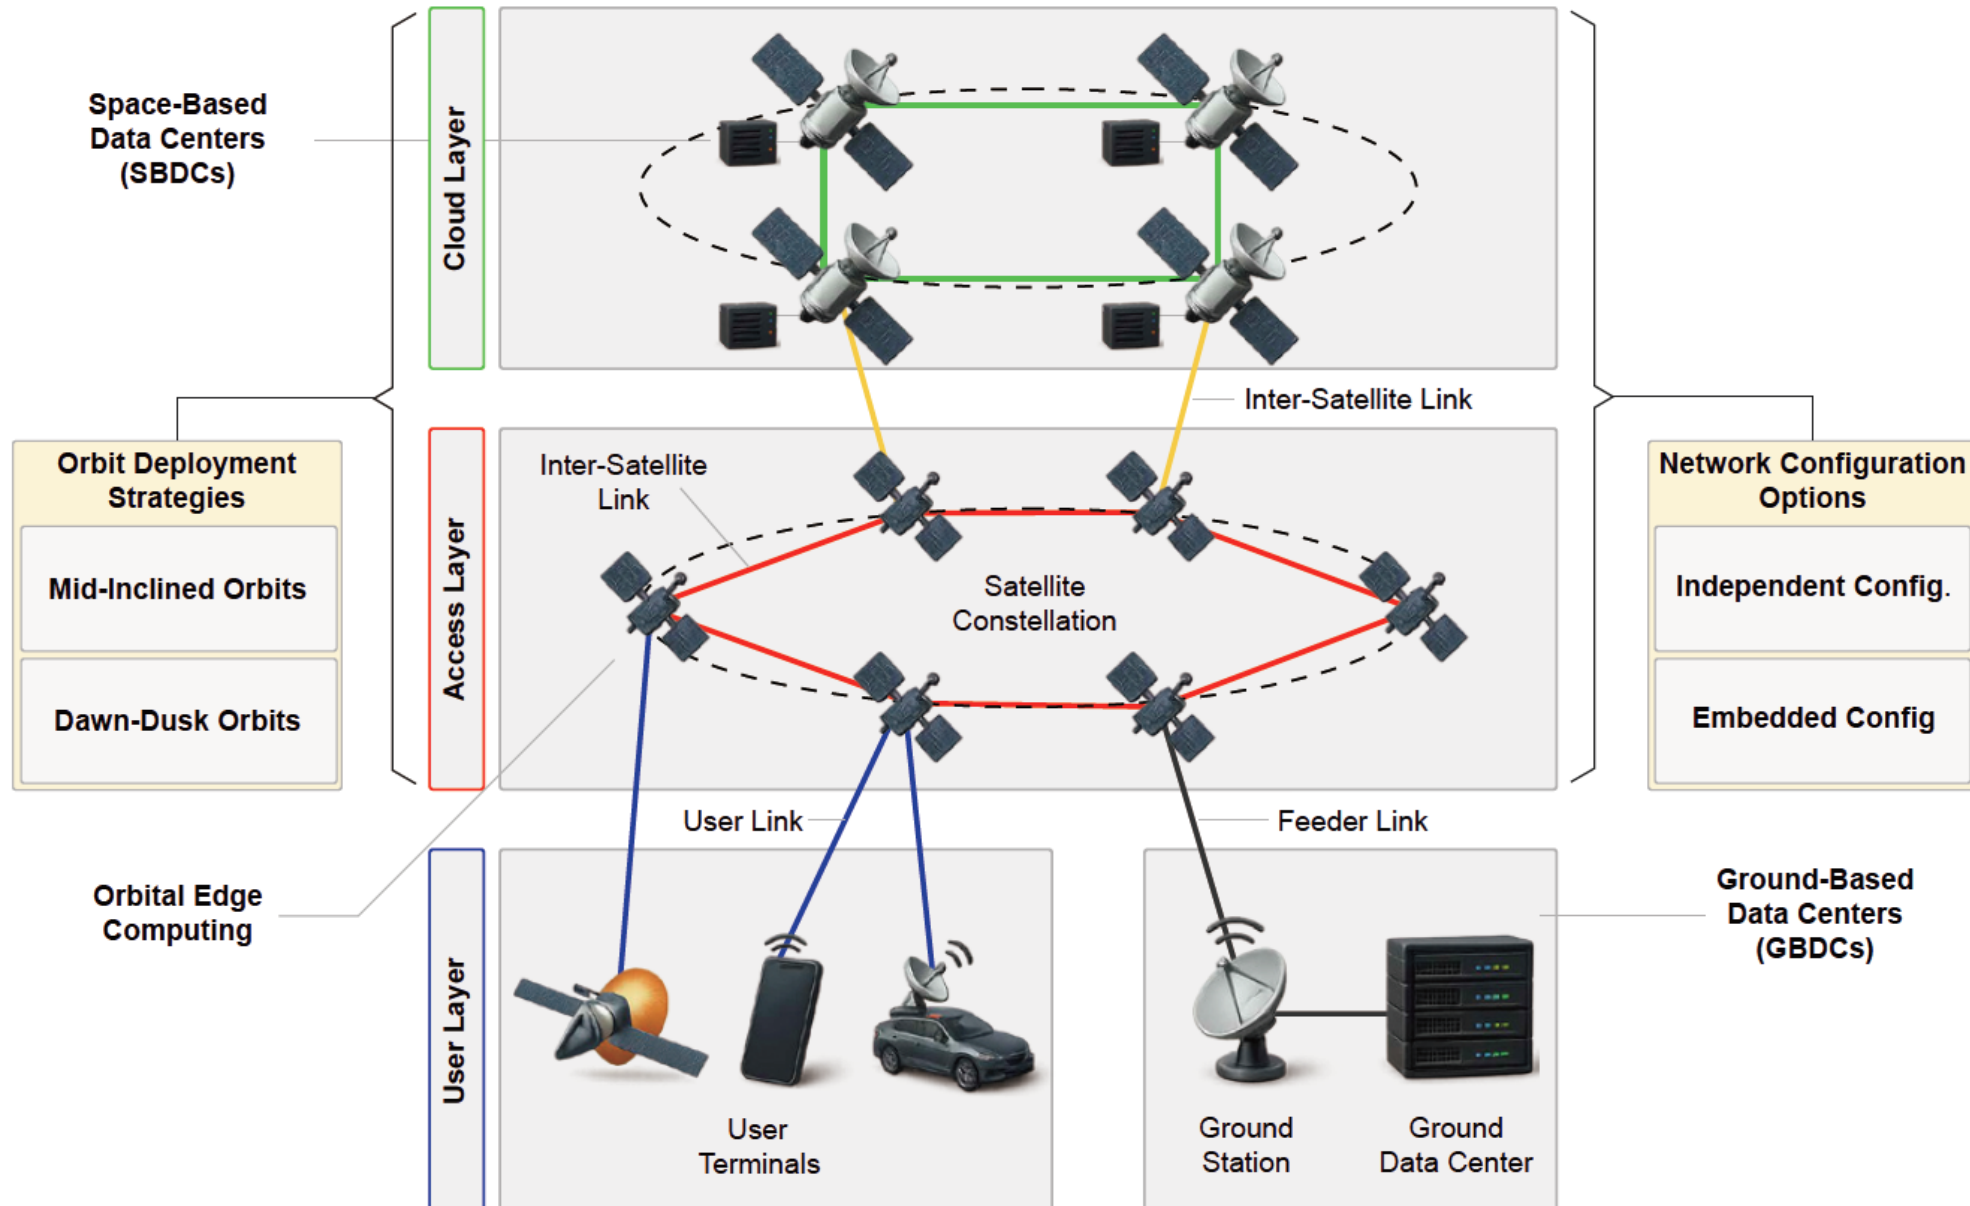 Space-Based
Data Centers
(SBDCs)
Cloud Layer
Inter-Satellite Link
Orbit Deployment
Strategies
Mid-Inclined Orbits
Dawn-Dusk Orbits
Access Layer
Inter-Satellite
Link
Satellite
Constellation
Network Configuration
Options
Independent Config.
Embedded Config
User Link
Feeder Link
Orbital Edge
Computing
User Layer
User
Terminals
Ground
Station
Ground
Data Center
Ground-Based
Data Centers
(GBDCs)